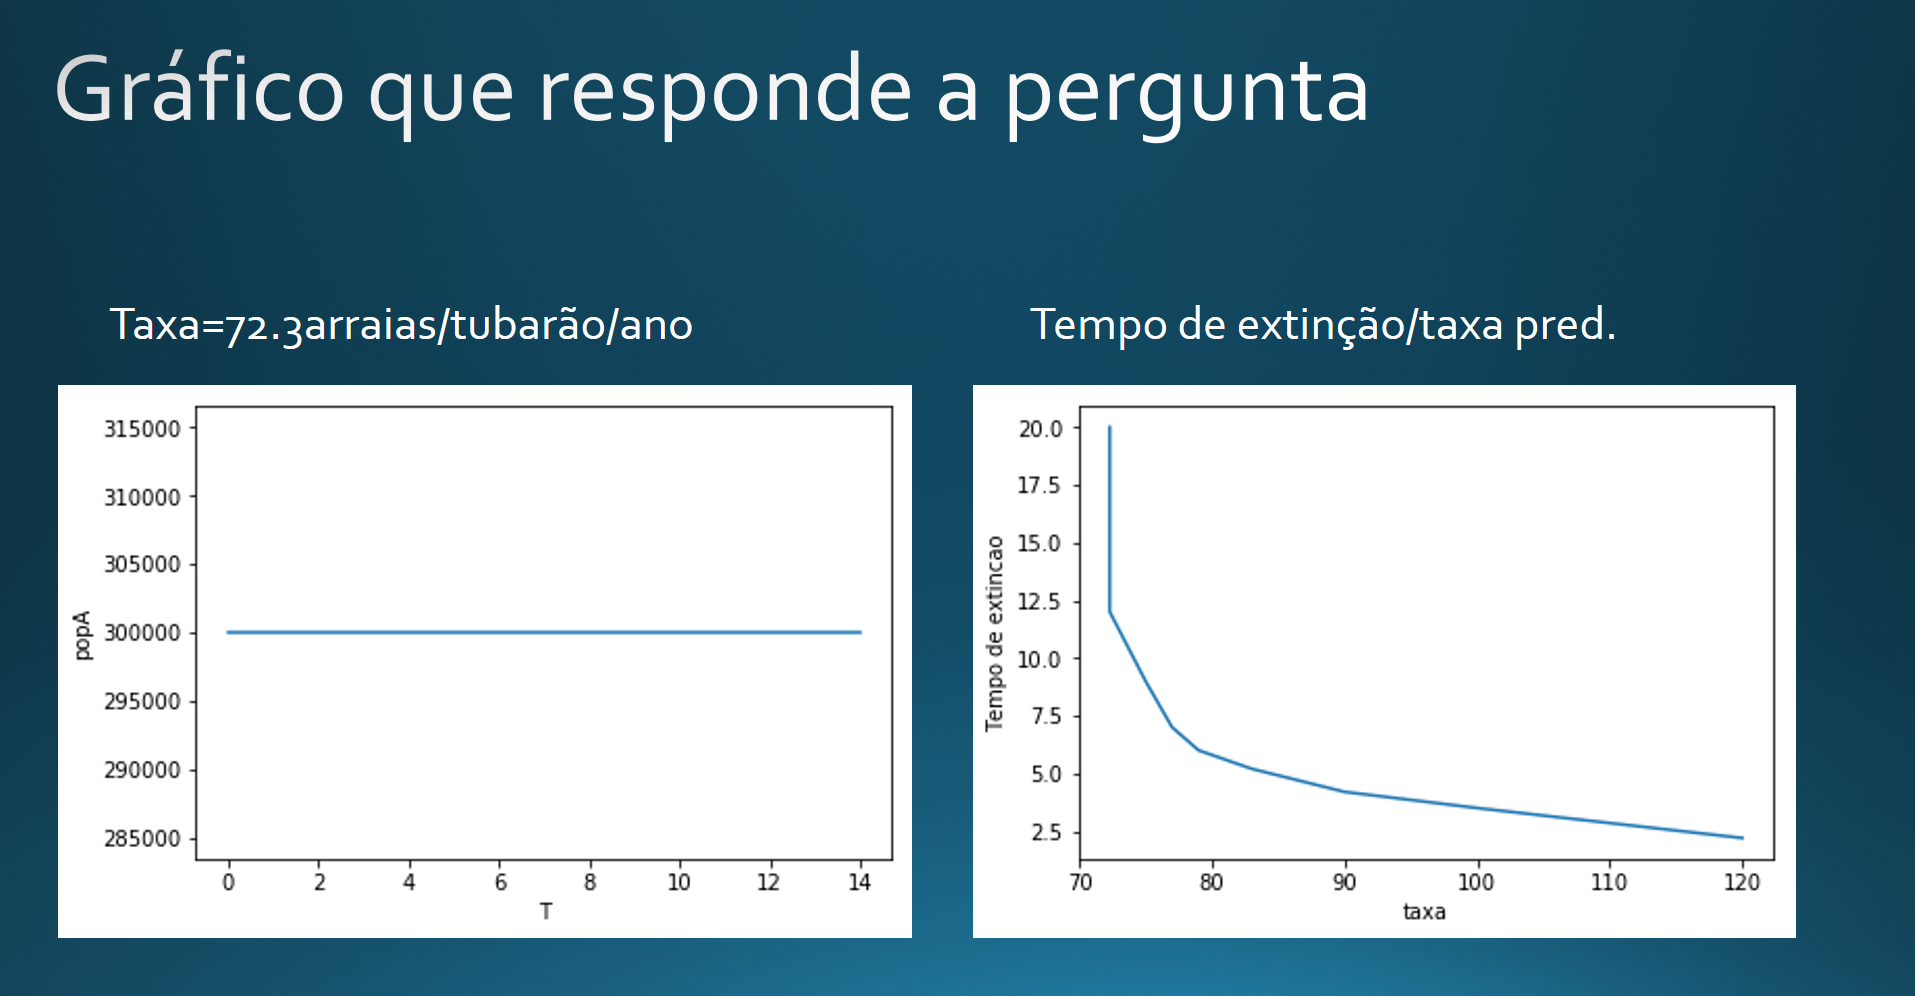 Gráfico que responde a pergunta
Taxa=72.3arraias/tubarão/ano
315000
310000
305000
300000
295000
290000
285000
popA
0 2 4 6 8 10 12 14
T
Tempo de extinção/taxa pred.
20.0
17.5
15.0
12.5
10.0
7.5
5.0
2.5
Tempo de extincao
70 80 90 100 110 120
taxa